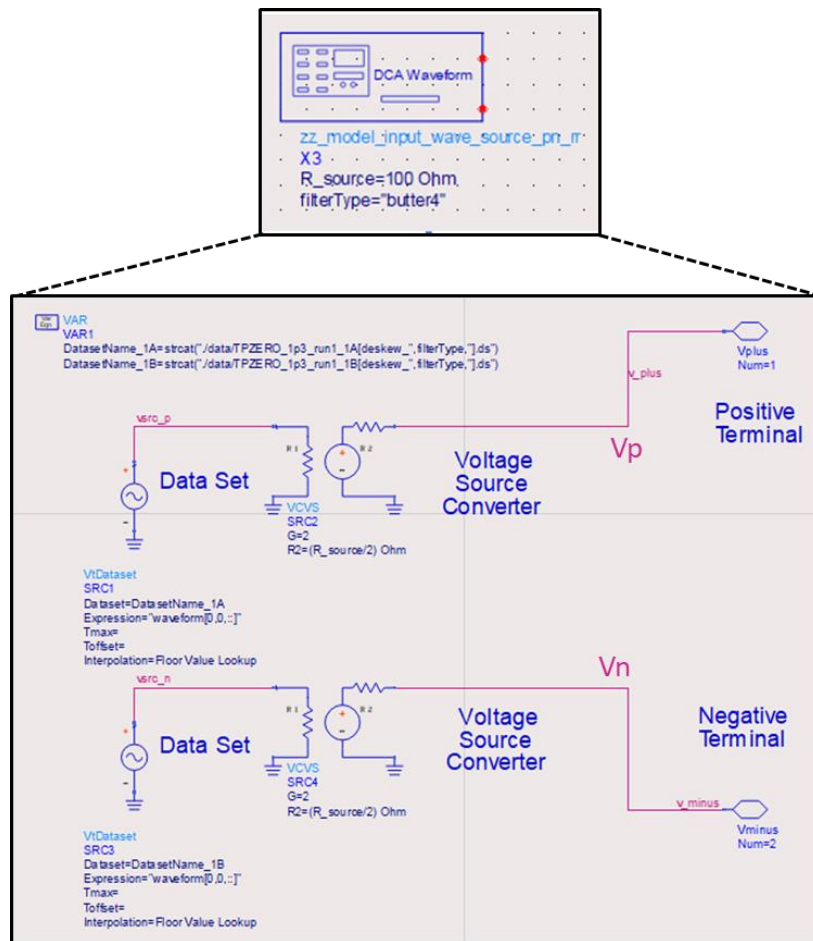 DCA Waveform
zz_model_input_wave_source_pn_rr
X3
R_source=100 Ohm
filterType="butter4"
VAR
VAR1
DatasetName_1A=strcat("./data/TPZERO_1p3_run1_1A[deskew_",filterType,"].ds")
DatasetName_1B=strcat("./data/TPZERO_1p3_run1_1B[deskew_",filterType,"].ds")
Vplus
Num=1
v_plus
Positive
Terminal
vsrc_p
R1
R2
Vp
Data Set
Voltage
Source
Converter
VCVS
SRC2
G=2
R2=(R_source/2) Ohm
VtDataset
SRC1
Dataset=DatasetName_1A
Expression="waveform[0,0,::]"
Tmax=
Toffset=
Interpolation=Floor Value Lookup
vsrc_n
R1
R2
Vn
Data Set
Voltage
Source
Converter
Negative
Terminal
VCVS
SRC4
G=2
R2=(R_source/2) Ohm
v_minus
Vminus
Num=2
VtDataset
SRC3
Dataset=DatasetName_1B
Expression="waveform[0,0,::]"
Tmax=
Toffset=
Interpolation=Floor Value Lookup